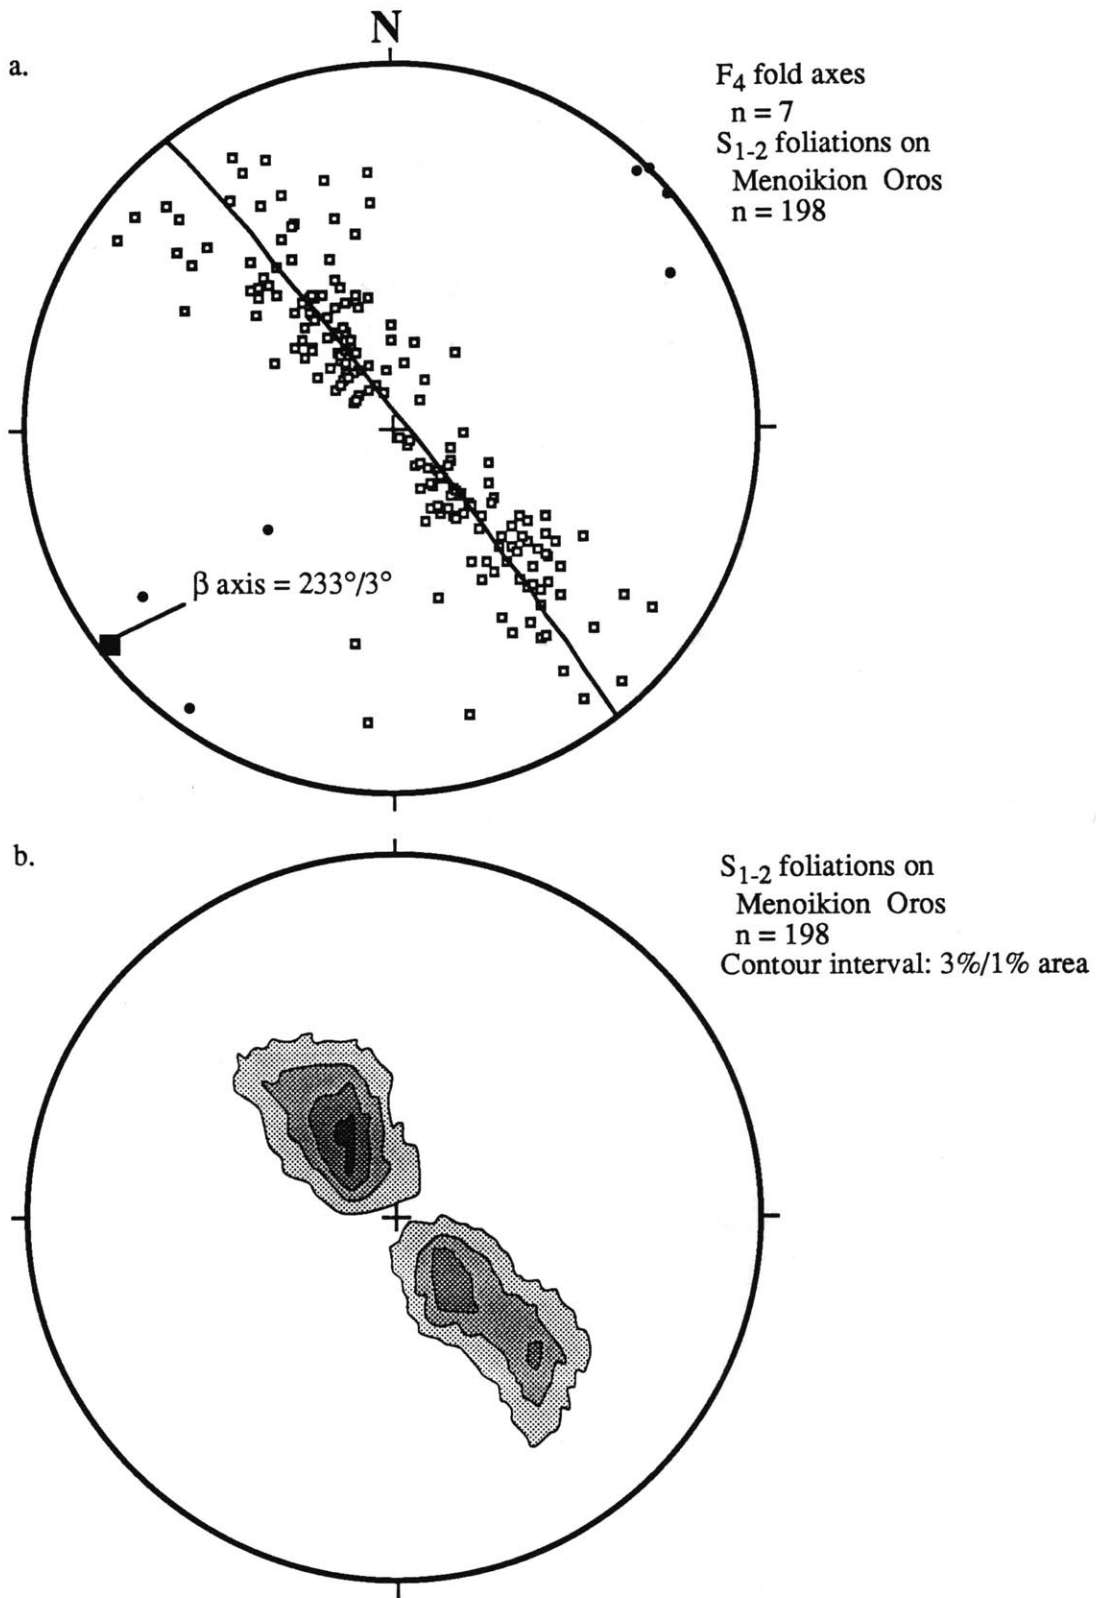 a.
N
F4 fold axes
n = 7
S1-2 foliations on
Menoikion Oros
n = 198
β axis = 233°/3°
b.
S1-2 foliations on
Menoikion Oros
n = 198
Contour interval: 3%/1% area